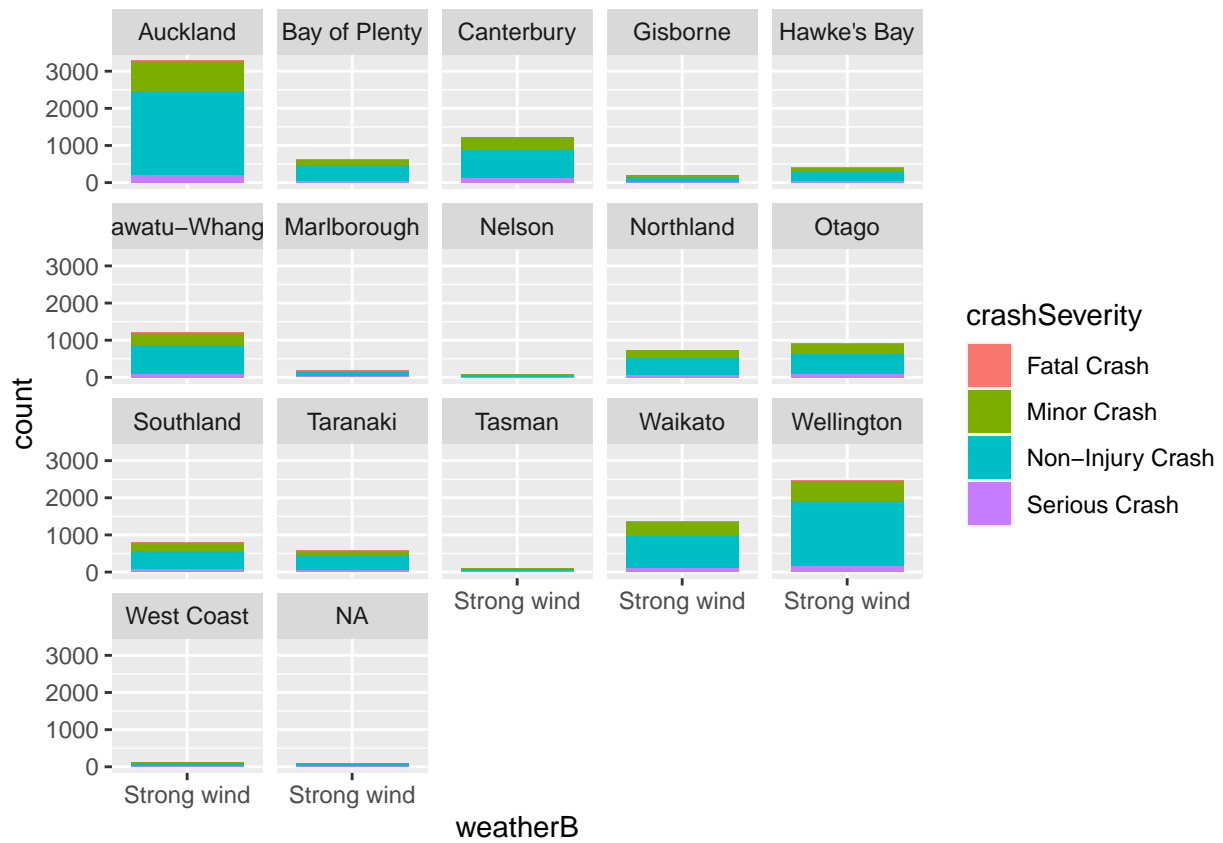 Auckland Bay of Plenty Canterbury Gisborne Hawke's Bay
3000
2000
1000
0
awatu−Whang Marlborough Nelson Northland Otago
3000
2000
1000
0
count
crashSeverity
Fatal Crash
Minor Crash
Non−Injury Crash
Serious Crash
Southland Taranaki Tasman Waikato Wellington
3000
2000
1000
0
Strong wind Strong wind Strong wind
West Coast NA
3000
2000
1000
0
Strong wind Strong wind
weatherB